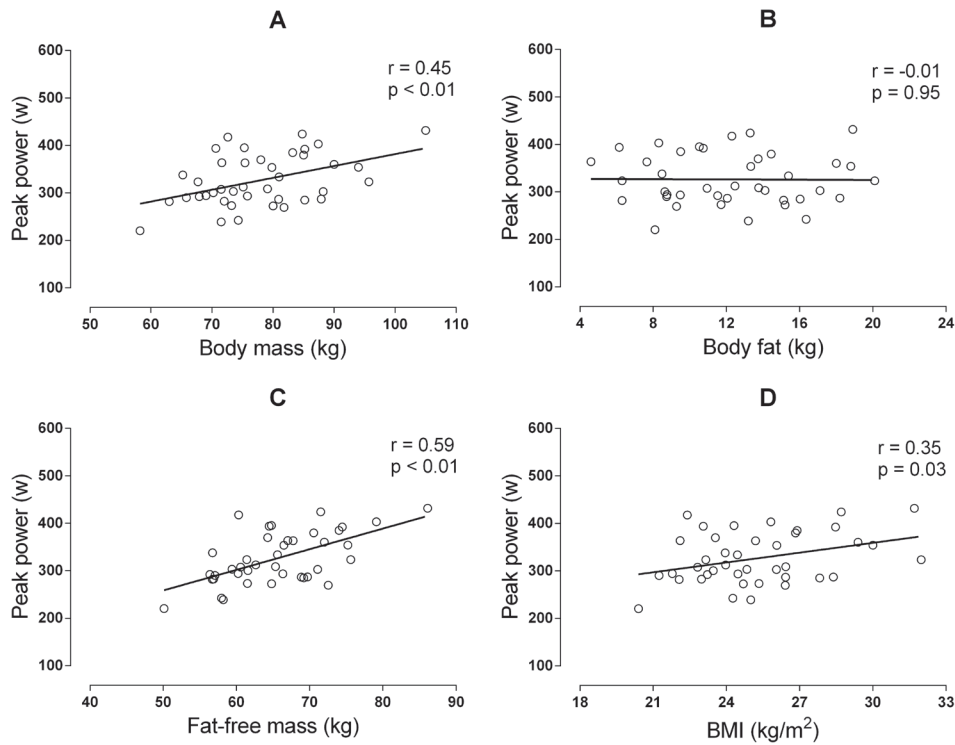 A
600
500
400
300
200
100
Peak power (w)
r = 0.45
p < 0.01
50 60 70 80 90 100 110
Body mass (kg)
B
600
500
400
300
200
100
Peak power (w)
r = -0.01
p = 0.95
4 8 12 16 20 24
Body fat (kg)
C
600
500
400
300
200
100
Peak power (w)
r = 0.59
p < 0.01
40 50 60 70 80 90
Fat-free mass (kg)
D
600
500
400
300
200
100
Peak power (w)
r = 0.35
p = 0.03
18 21 24 27 30 33
BMI (kg/m²)